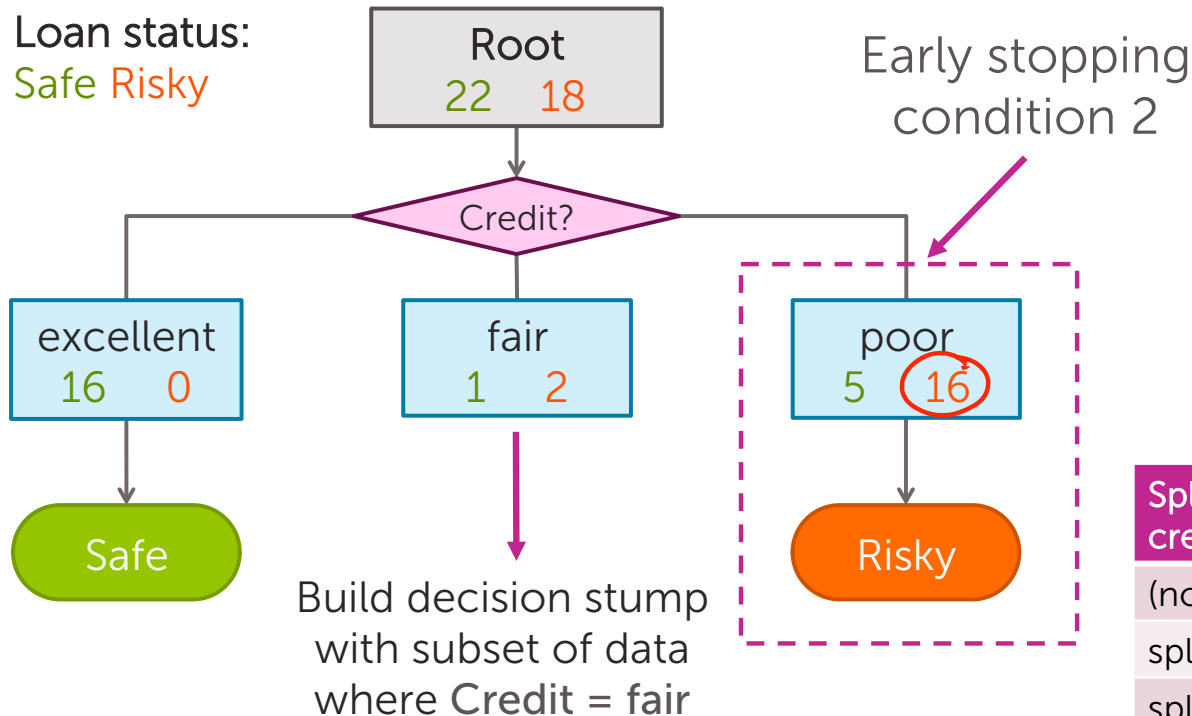 Loan status:
Safe Risky
Root
22 18
Early stopping
condition 2
Credit?
excellent
16 0
fair
1 2
poor
5 16
Safe
Risky
Build decision stump
with subset of data
where Credit = fair